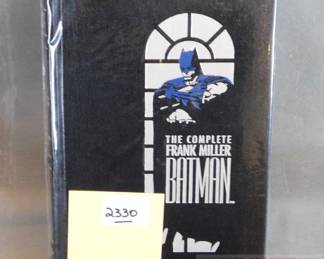 THE COMPLETE
FRANK MILLER
BATMAN
2330